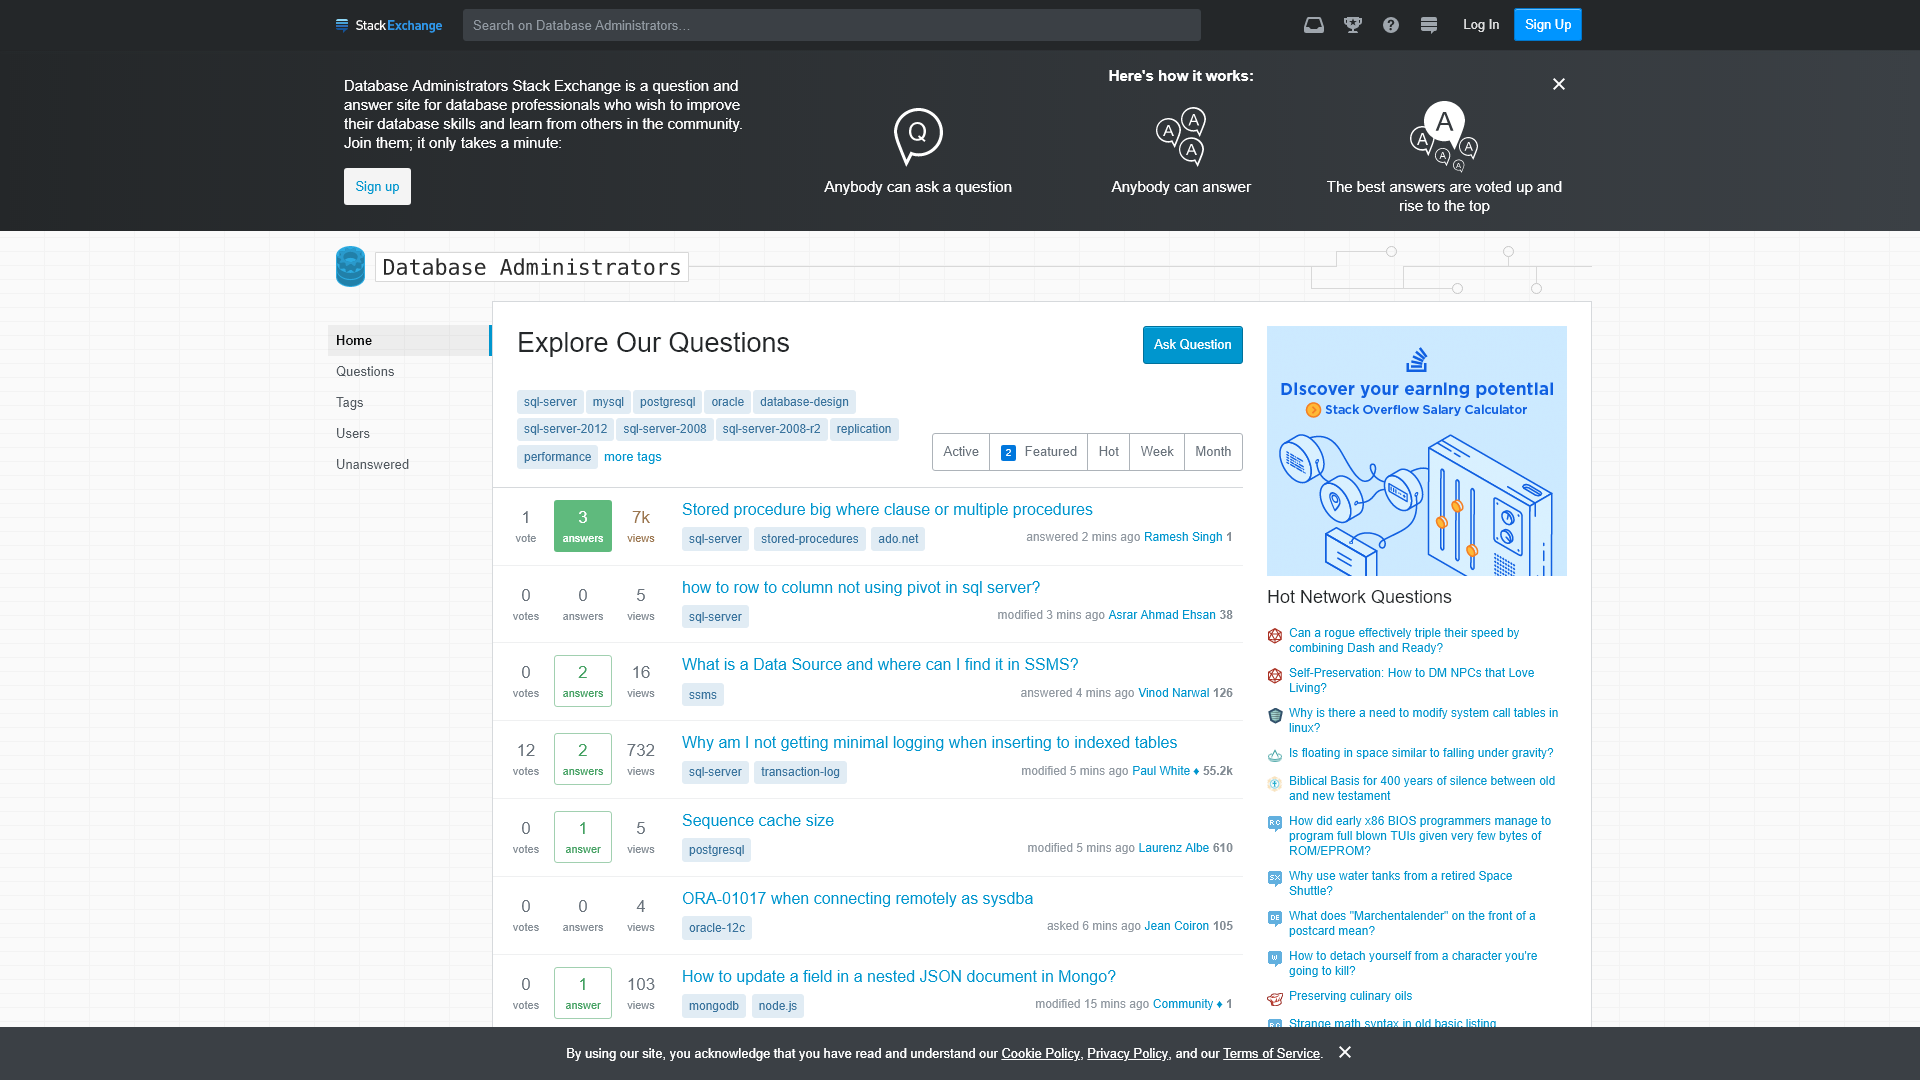 StackExchange
Search on Database Administrators…
Log In
Sign Up
Database Administrators Stack Exchange is a question and
answer site for database professionals who wish to improve
their database skills and learn from others in the community.
Join them; it only takes a minute:
Sign up
Here's how it works:
Q
Anybody can ask a question
A
A
A
Anybody can answer
A
A
A
A
A
The best answers are voted up and
rise to the top
Database Administrators
Home
Questions
Tags
Users
Unanswered
Explore Our Questions
Ask Question
sql-server mysql postgresql oracle database-design
sql-server-2012 sql-server-2008 sql-server-2008-r2 replication
performance more tags
Active 2 Featured Hot Week Month
1 vote
3 answers
7k views
Stored procedure big where clause or multiple procedures
sql-server stored-procedures ado.net
answered 2 mins ago Ramesh Singh 1
0 votes
0 answers
5 views
how to row to column not using pivot in sql server?
sql-server
modified 3 mins ago Asrar Ahmad Ehsan 38
0 votes
2 answers
16 views
What is a Data Source and where can I find it in SSMS?
ssms
answered 4 mins ago Vinod Narwal 126
12 votes
2 answers
732 views
Why am I not getting minimal logging when inserting to indexed tables
sql-server transaction-log
modified 5 mins ago Paul White ♦ 55.2k
0 votes
1 answer
5 views
Sequence cache size
postgresql
modified 5 mins ago Laurenz Albe 610
0 votes
0 answers
4 views
ORA-01017 when connecting remotely as sysdba
oracle-12c
asked 6 mins ago Jean Coiron 105
0 votes
1 answer
103 views
How to update a field in a nested JSON document in Mongo?
mongodb node.js
modified 15 mins ago Community ♦ 1
Discover your earning potential
Stack Overflow Salary Calculator
Hot Network Questions
Can a rogue effectively triple their speed by
combining Dash and Ready?
Self-Preservation: How to DM NPCs that Love
Living?
Why is there a need to modify system call tables in
linux?
Is floating in space similar to falling under gravity?
Biblical Basis for 400 years of silence between old
and new testament
How did early x86 BIOS programmers manage to
program full blown TUIs given very few bytes of
ROM/EPROM?
Why use water tanks from a retired Space
Shuttle?
What does "Marchentalender" on the front of a
postcard mean?
How to detach yourself from a character you're
going to kill?
Preserving culinary oils
Strange math syntax in old basic listing
By using our site, you acknowledge that you have read and understand our Cookie Policy, Privacy Policy, and our Terms of Service.